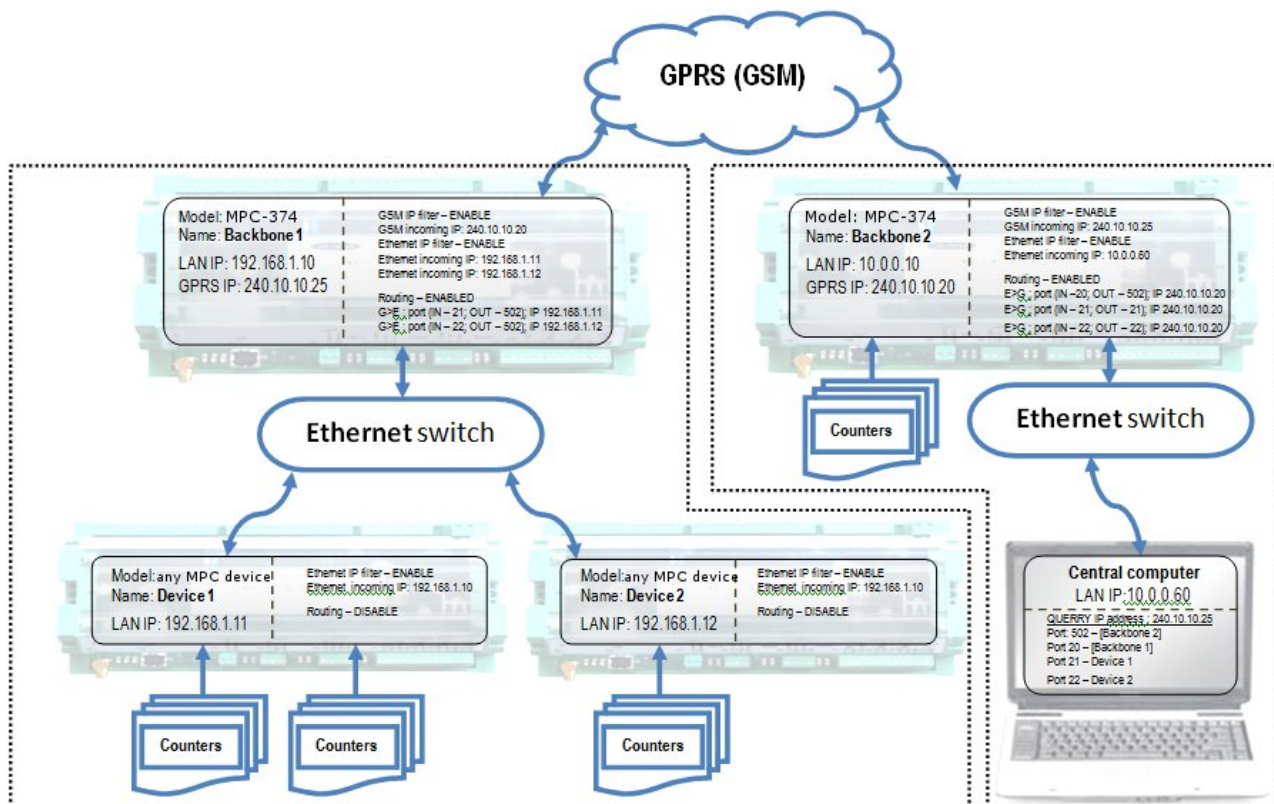 GPRS (GSM)
Model: MPC-374
Name: Backbone1
LAN IP: 192.168.1.10
GPRS IP: 240.10.10.25
GSM IP filter – ENABLE
GSM incoming IP: 240.10.10.20
Ethernet IP filter – ENABLE
Ethernet incoming IP: 192.168.1.11
Ethernet incoming IP: 192.168.1.12
Routing – ENABLED
G>E ; port (IN – 21; OUT – 502); IP 192.168.1.11
G>E ; port (IN – 22; OUT – 502); IP 192.168.1.12
Model: MPC-374
Name: Backbone2
LAN IP: 10.0.0.10
GPRS IP: 240.10.10.20
GSM IP filter – ENABLE
GSM incoming IP: 240.10.10.25
Ethernet IP filter – ENABLE
Ethernet incoming IP: 10.0.0.60
Routing – ENABLED
E>G ; port (IN –20; OUT – 502); IP 240.10.10.20
E>G ; port (IN – 21; OUT – 21); IP 240.10.10.20
E>G ; port (IN – 22; OUT – 22); IP 240.10.10.20
Ethernet switch
Counters
Ethernet switch
Model:any MPC device
Name: Device1
LAN IP: 192.168.1.11
Ethernet IP filter – ENABLE
Ethernet incoming IP: 192.168.1.10
Routing – DISABLE
Model:any MPC device
Name: Device2
LAN IP: 192.168.1.12
Ethernet IP filter – ENABLE
Ethernet incoming IP: 192.168.1.10
Routing – DISABLE
Central computer
LAN IP:10.0.0.60
QUERRY IP address : 240.10.10.25
Port: 502 – [Backbone 2]
Port 20 – [Backbone 1]
Port 21 – Device 1
Port 22 – Device 2
Counters
Counters
Counters